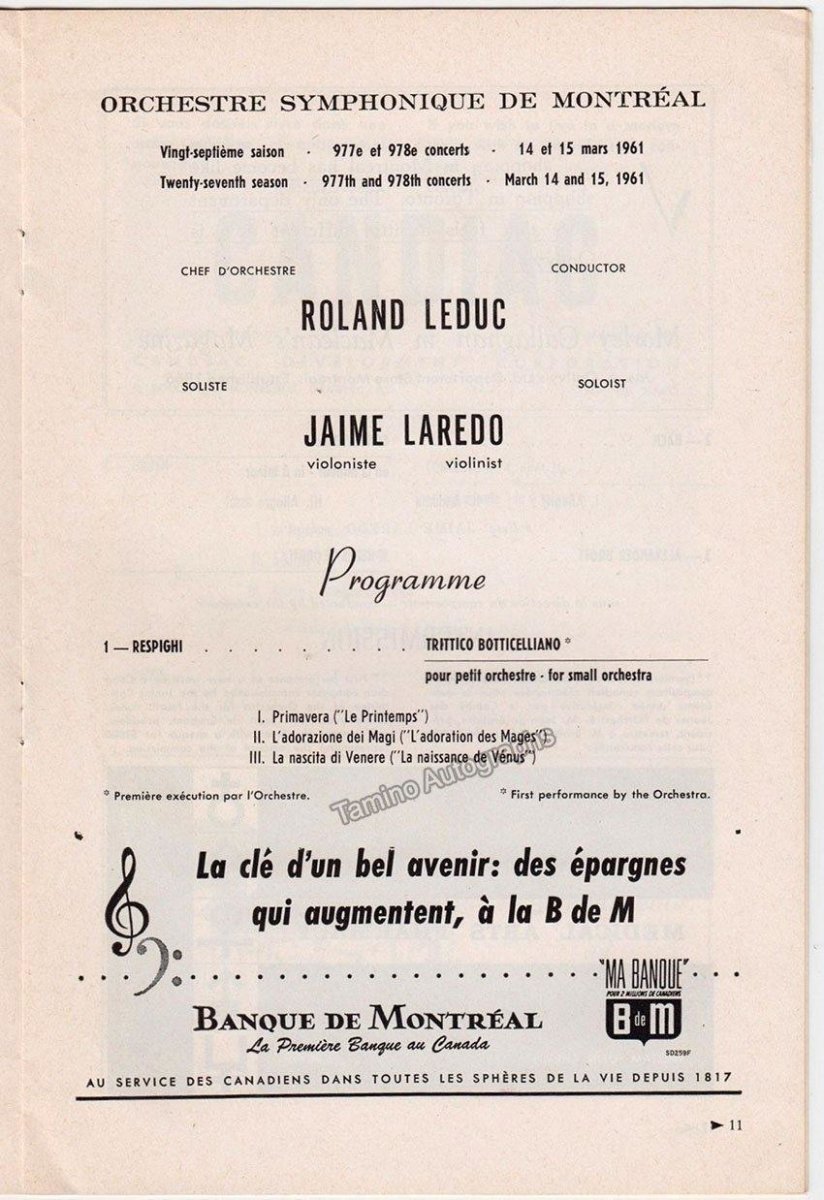 ORCHESTRE SYMPHONIQUE DE MONTRÉAL
Vingt-septième saison - 977e et 978e concerts - 14 et 15 mars 1961
Twenty-seventh season - 977th and 978th concerts - March 14 and 15, 1961
CHEF D'ORCHESTRE CONDUCTOR
ROLAND LEDUC
SOLISTE SOLOIST
JAIME LAREDO
violoniste violinist
Programme
1 — RESPIGHI . . . . . . . . . TRITTICO BOTTICELLIANO *
pour petit orchestre - for small orchestra
I. Primavera ("Le Printemps")
II. L'adorazione dei Magi ("L'adoration des Mages")
III. La nascita di Venere ("La naissance de Vénus")
* Première exécution par l'Orchestre. * First performance by the Orchestra.
Tamino Autographs
La clé d'un bel avenir: des épargnes
qui augmentent, à la B de M
"MA BANQUE"
POUR 2 MILLIONS DE CANADIENS
B de M
BANQUE DE MONTRÉAL
La Première Banque au Canada
SD259F
AU SERVICE DES CANADIENS DANS TOUTES LES SPHÈRES DE LA VIE DEPUIS 1817
► 11